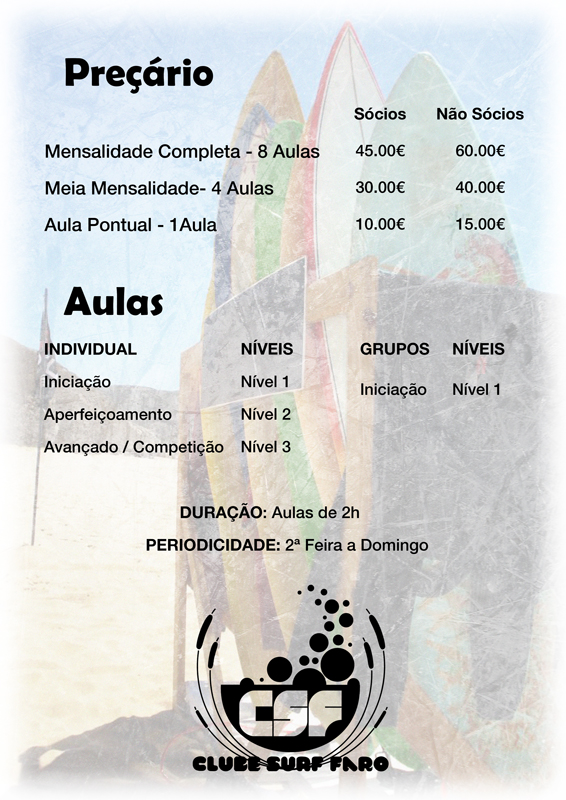 Preçário
Sócios Não Sócios
Mensalidade Completa - 8 Aulas 45.00€ 60.00€
Meia Mensalidade- 4 Aulas 30.00€ 40.00€
Aula Pontual - 1Aula 10.00€ 15.00€
Aulas
INDIVIDUAL NÍVEIS GRUPOS NÍVEIS
Iniciação Nível 1 Iniciação Nível 1
Aperfeiçoamento Nível 2
Avançado / Competição Nível 3
DURAÇÃO: Aulas de 2h
PERIODICIDADE: 2ª Feira a Domingo
CSF
CLUBE SURF FARO